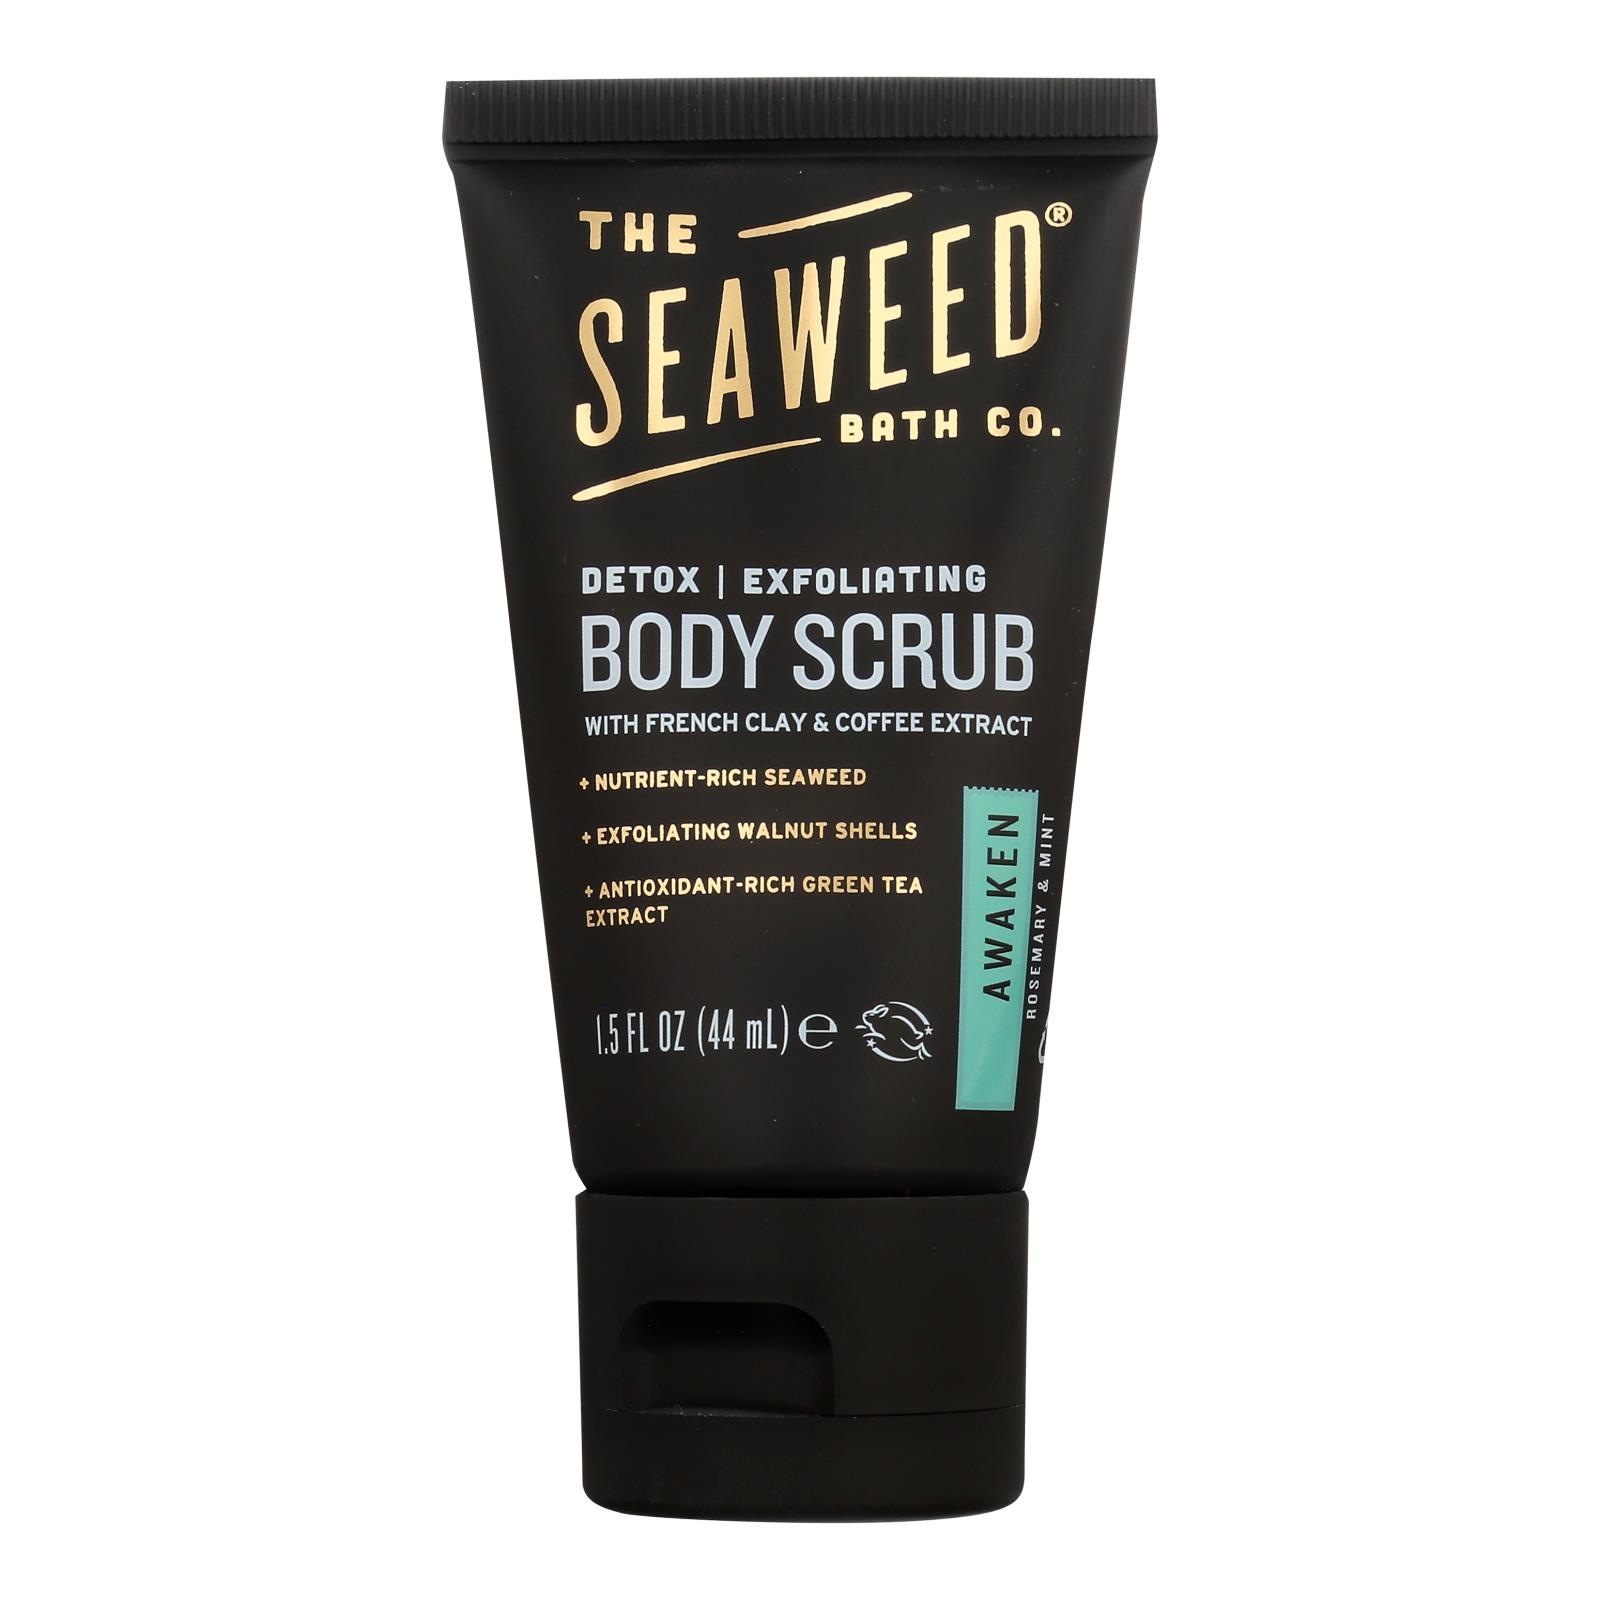 THE
SEAWEED®
BATH CO.
DETOX | EXFOLIATING
BODY SCRUB
WITH FRENCH CLAY & COFFEE EXTRACT
+ NUTRIENT-RICH SEAWEED
+ EXFOLIATING WALNUT SHELLS
+ ANTIOXIDANT-RICH GREEN TEA
EXTRACT
AWAKEN
ROSEMARY & MINT
1.5 FL OZ (44 mL) ℮